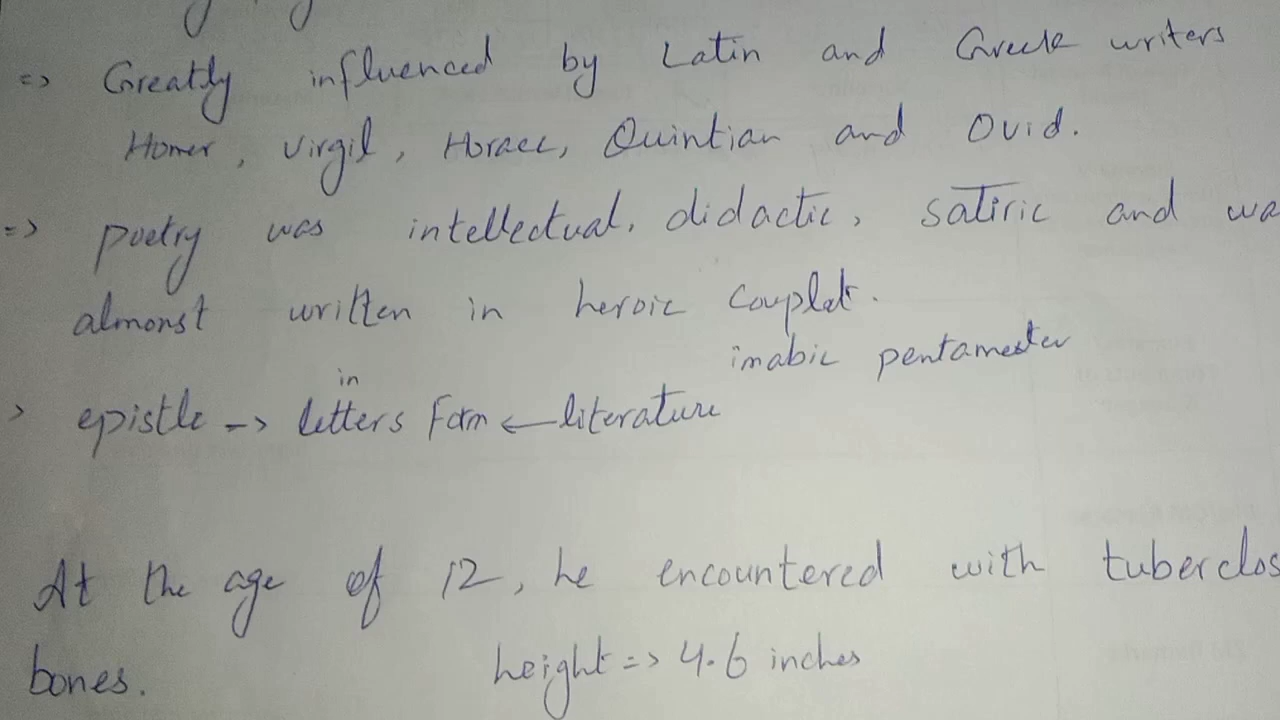 => Greatly influenced by Latin and Greek writers
Homer, Virgil, Horace, Quintian and Ovid.
=> poetry was intellectual, didactic, satiric and wa
almonst written in heroic couplet.
imabic pentameter
> epistle -> in letters Form <- literature
At the age of 12, he encountered with tuberclos
bones.
height => 4.6 inches